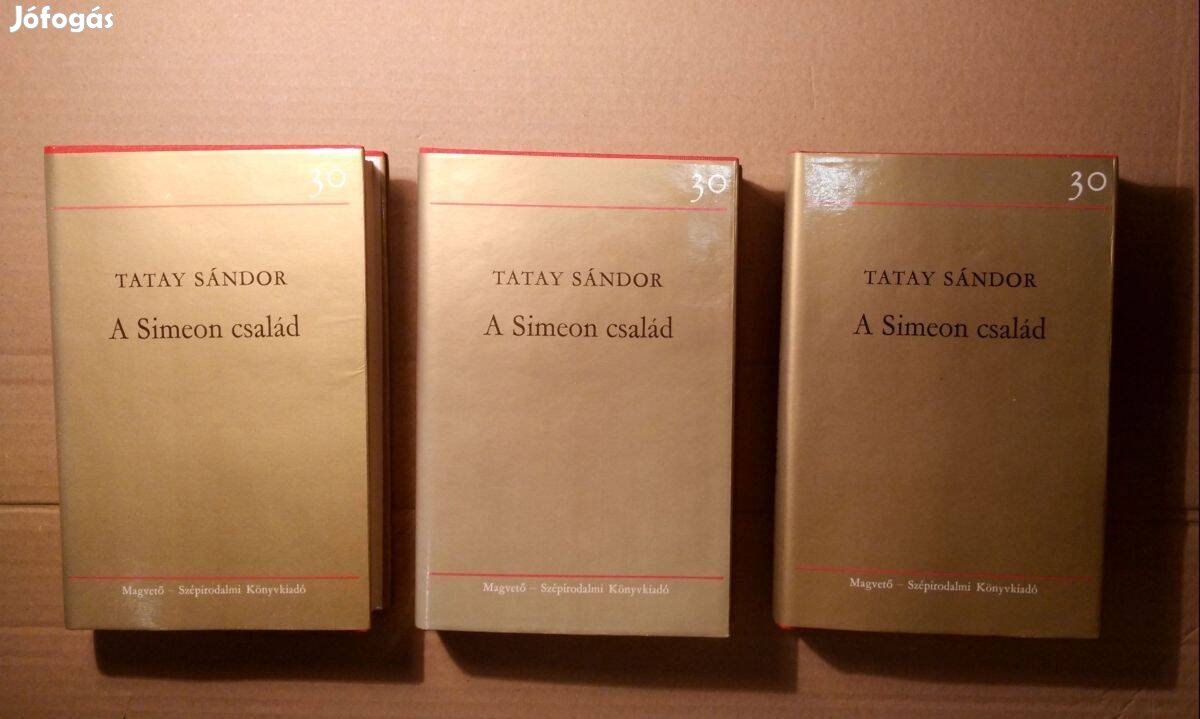 Jófogás
30
TATAY SÁNDOR
A Simeon család
Magvető – Szépirodalmi Könyvkiadó
30
TATAY SÁNDOR
A Simeon család
Magvető – Szépirodalmi Könyvkiadó
30
TATAY SÁNDOR
A Simeon család
Magvető – Szépirodalmi Könyvkiadó